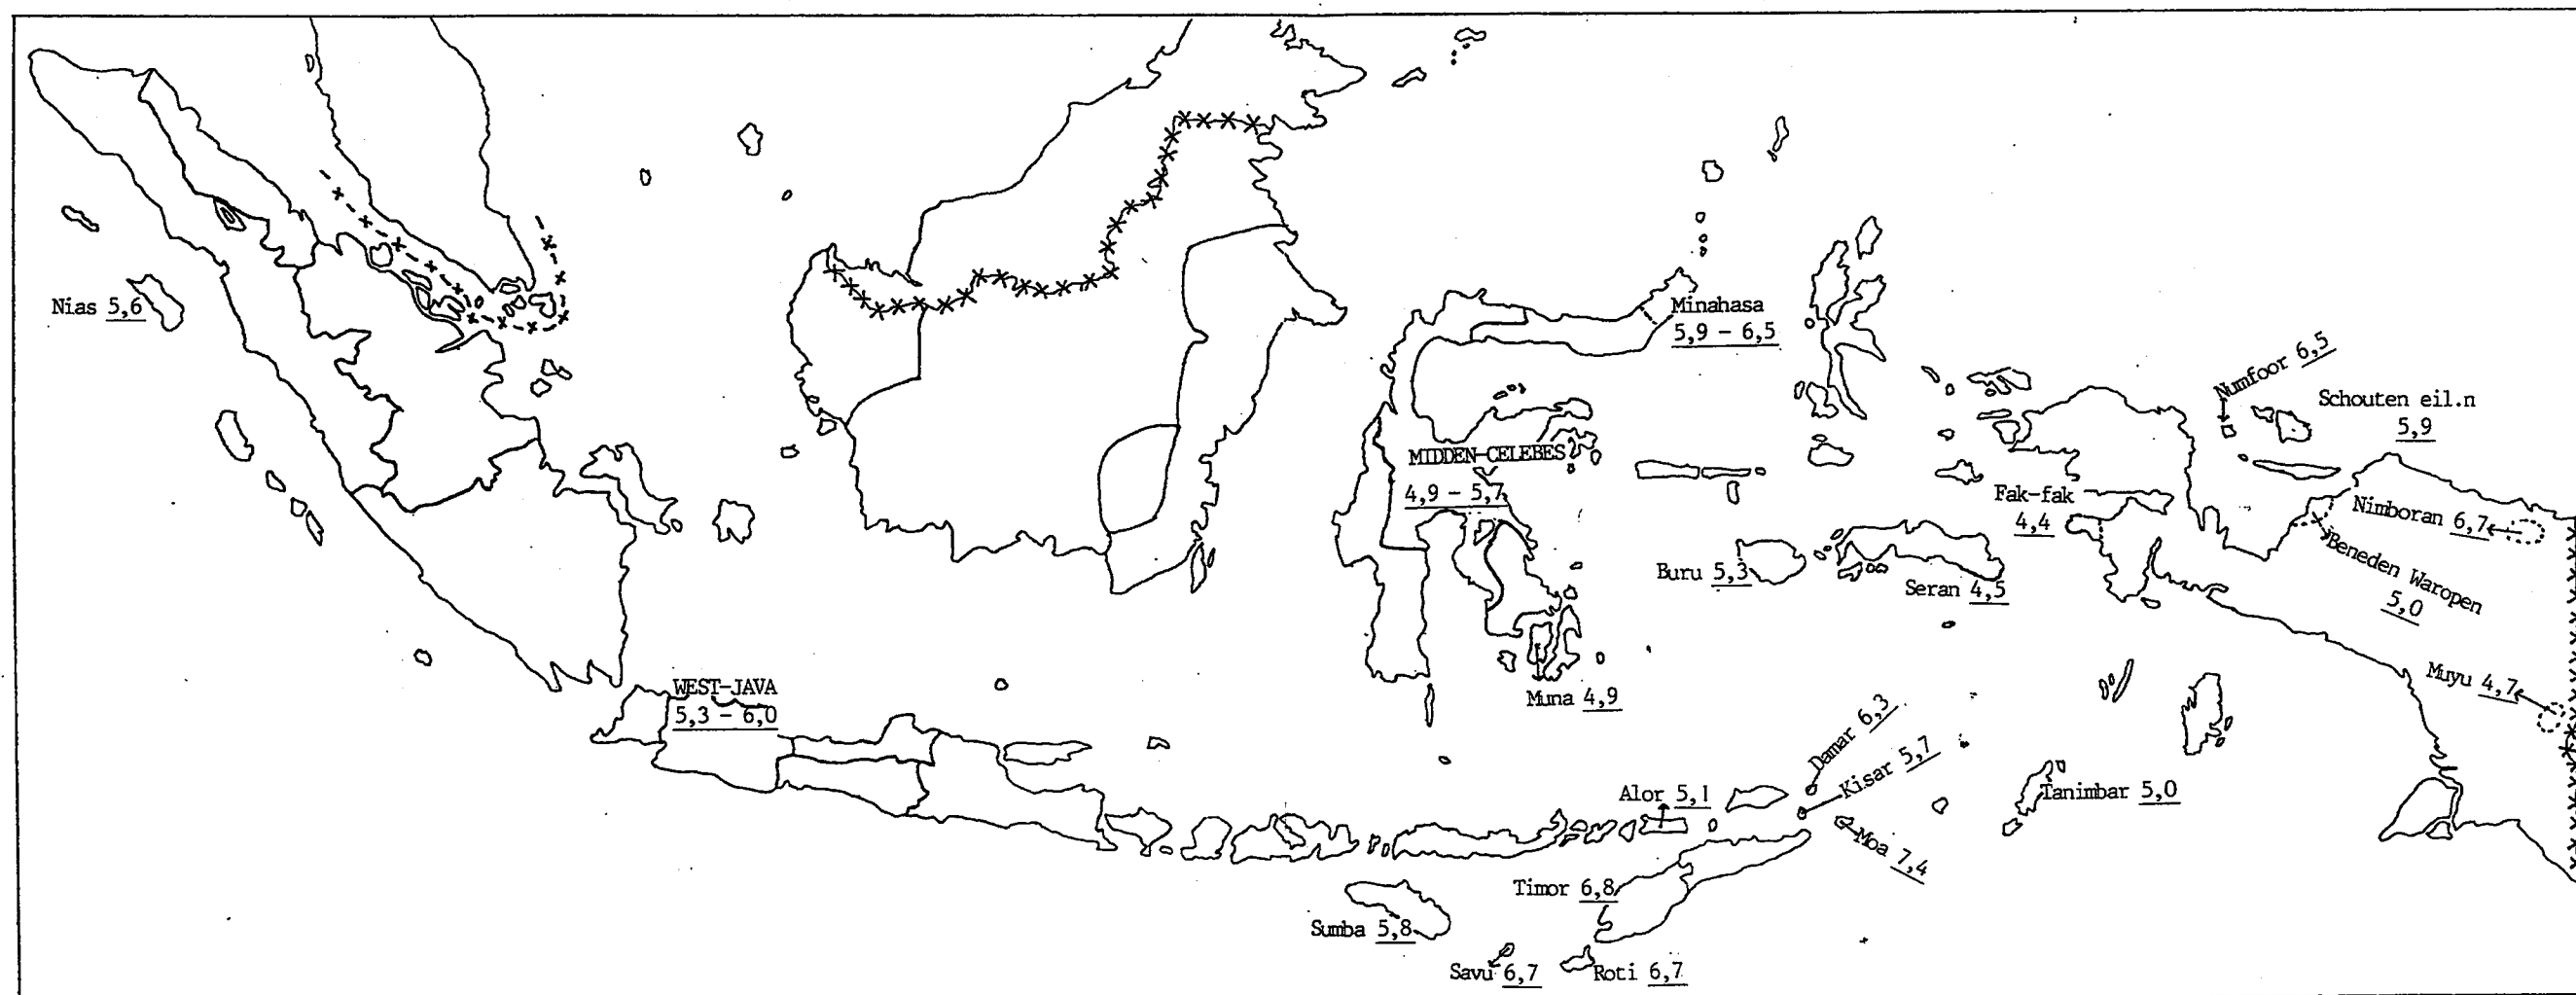 Nias 5,6
Minahasa
5,9 - 6,5
Numfoor 6,5
Schouten eil.n
5,9
MIDDEN-CELEBES
4,9 - 5,7
Fak-fak
4,4
Nimboran 6,7
Beneden Waropen
5,0
Buru 5,3
Seran 4,5
Muyu 4,7
WEST-JAVA
5,3 - 6,0
Muna 4,9
Damar 6,3
Kisar 5,7
Alor 5,1
Tanimbar 5,0
Moa 7,4
Timor 6,8
Sumba 5,8
Savu 6,7
Roti 6,7